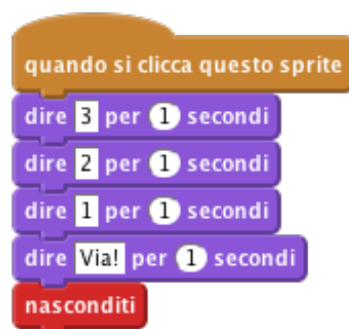 quando si clicca questo sprite
dire 3 per 1 secondi
dire 2 per 1 secondi
dire 1 per 1 secondi
dire Via! per 1 secondi
nasconditi